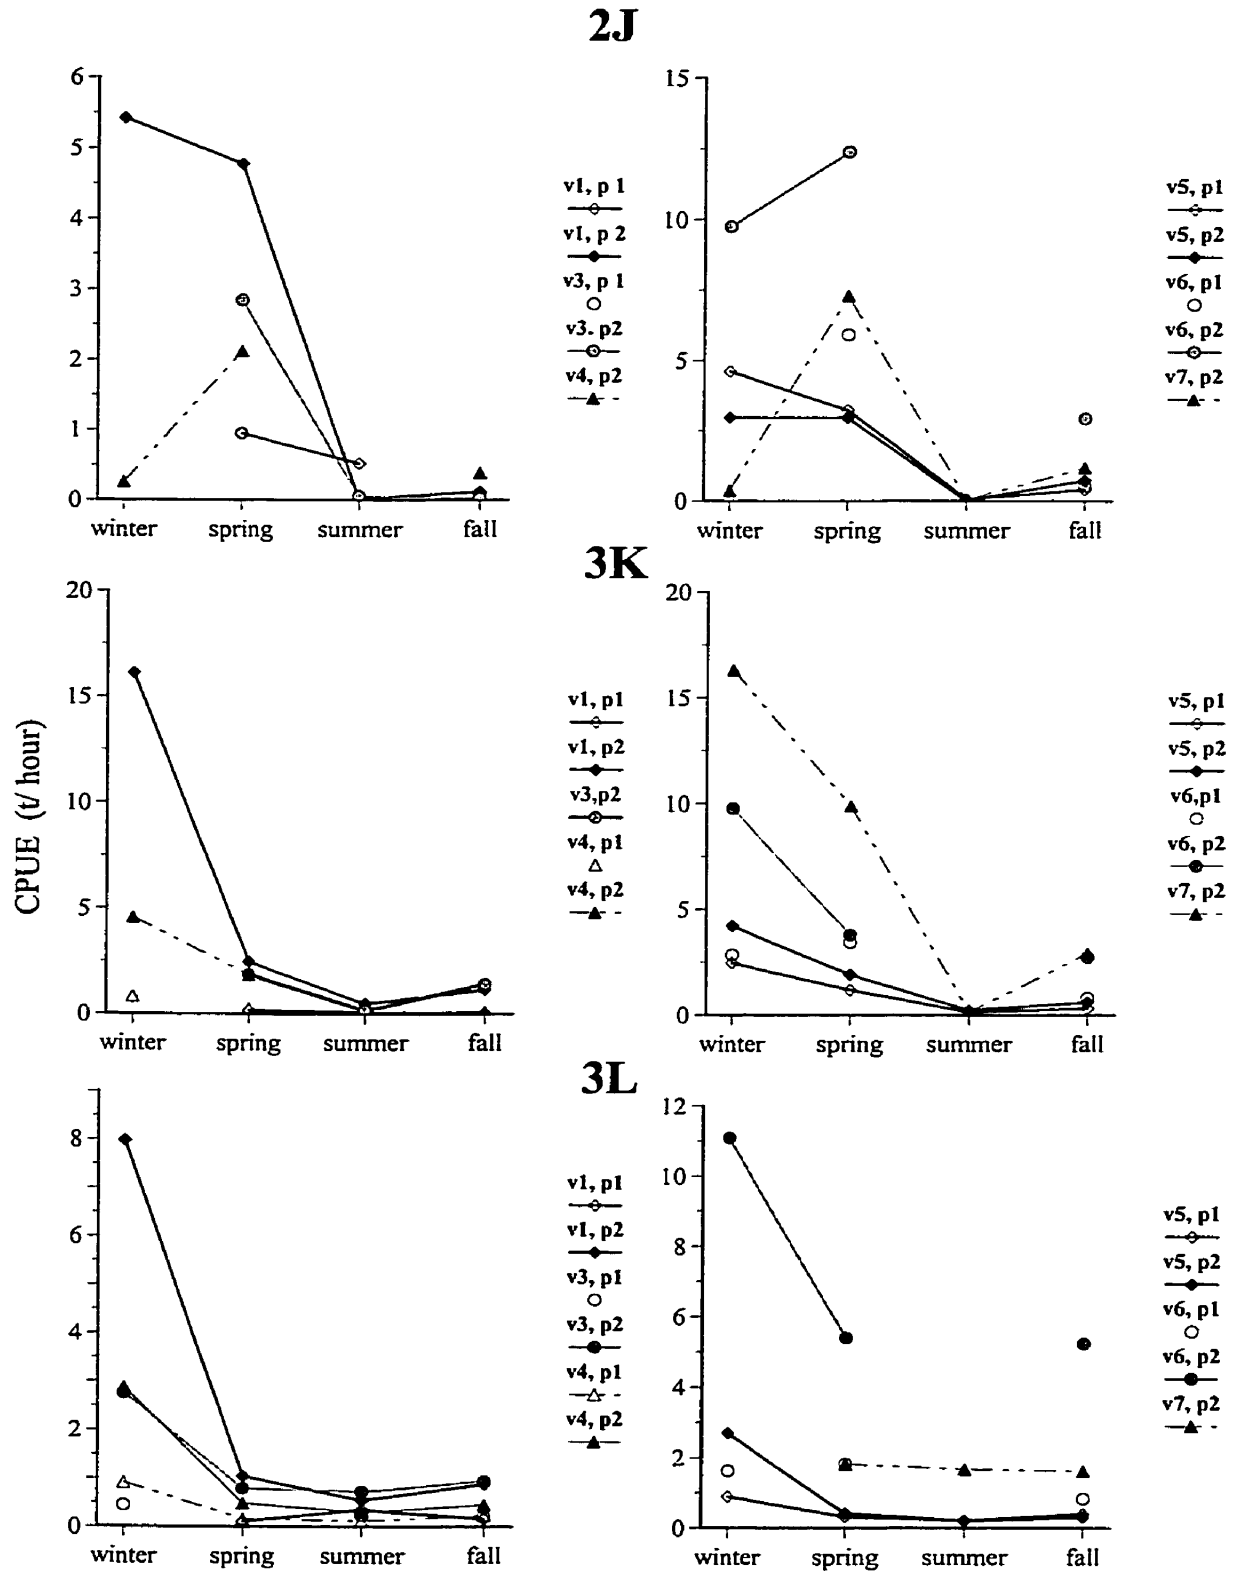 2J
6
5
4
3
2
1
0
winter spring summer fall
v1, p 1
v1, p 2
v3, p 1
v3. p2
v4, p2
15
10
5
0
winter spring summer fall
v5, p1
v5, p2
v6, p1
v6, p2
v7, p2
3K
CPUE (t/ hour)
20
15
10
5
0
winter spring summer fall
v1, p1
v1, p2
v3,p2
v4, p1
v4, p2
20
15
10
5
0
winter spring summer fall
v5, p1
v5, p2
v6,p1
v6, p2
v7, p2
3L
8
6
4
2
0
winter spring summer fall
v1, p1
v1, p2
v3, p1
v3, p2
v4, p1
v4, p2
12
10
8
6
4
2
0
winter spring summer fall
v5, p1
v5, p2
v6, p1
v6, p2
v7, p2